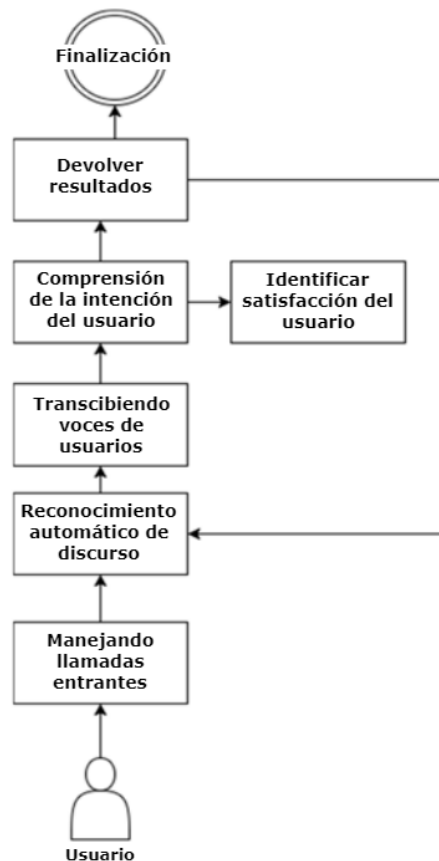 Finalización
Devolver
resultados
Comprensión
de la intención
del usuario
Identificar
satisfacción del
usuario
Transcibiendo
voces de
usuarios
Reconocimiento
automático de
discurso
Manejando
llamadas
entrantes
Usuario